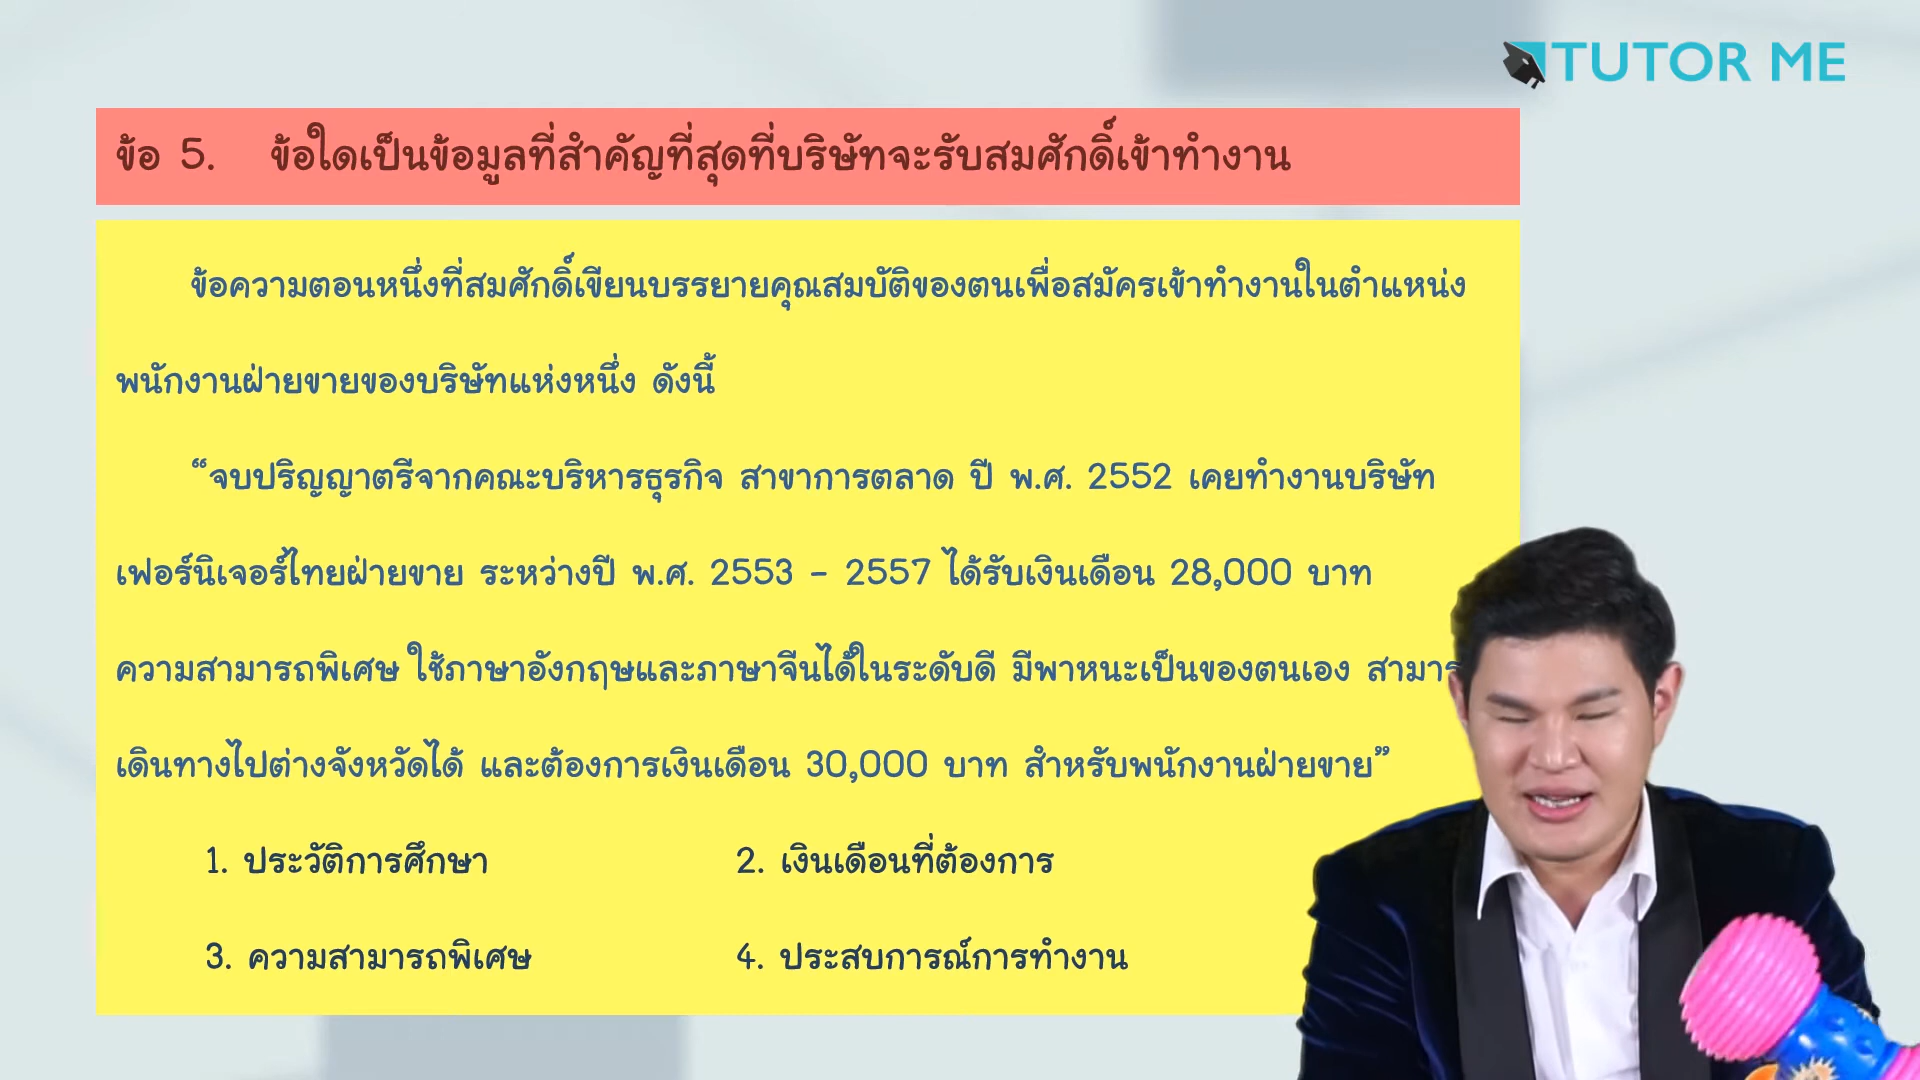 TUTOR ME
ข้อ 5. ข้อใดเป็นข้อมูลที่สำคัญที่สุดที่บริษัทจะรับสมศักดิ์เข้าทำงาน
ข้อความตอนหนึ่งที่สมศักดิ์เขียนบรรยายคุณสมบัติของตนเพื่อสมัครเข้าทำงานในตำแหน่ง
พนักงานฝ่ายขายของบริษัทแห่งหนึ่ง ดังนี้
“จบปริญญาตรีจากคณะบริหารธุรกิจ สาขาการตลาด ปี พ.ศ. 2552 เคยทำงานบริษัท
เฟอร์นิเจอร์ไทยฝ่ายขาย ระหว่างปี พ.ศ. 2553 - 2557 ได้รับเงินเดือน 28,000 บาท
ความสามารถพิเศษ ใช้ภาษาอังกฤษและภาษาจีนได้ในระดับดี มีพาหนะเป็นของตนเอง
เดินทางไปต่างจังหวัดได้ และต้องการเงินเดือน 30,000 บาท สำหรับพนักงานฝ่ายขาย”
1. ประวัติการศึกษา 2. เงินเดือนที่ต้องการ
3. ความสามารถพิเศษ 4. ประสบการณ์การทำงาน